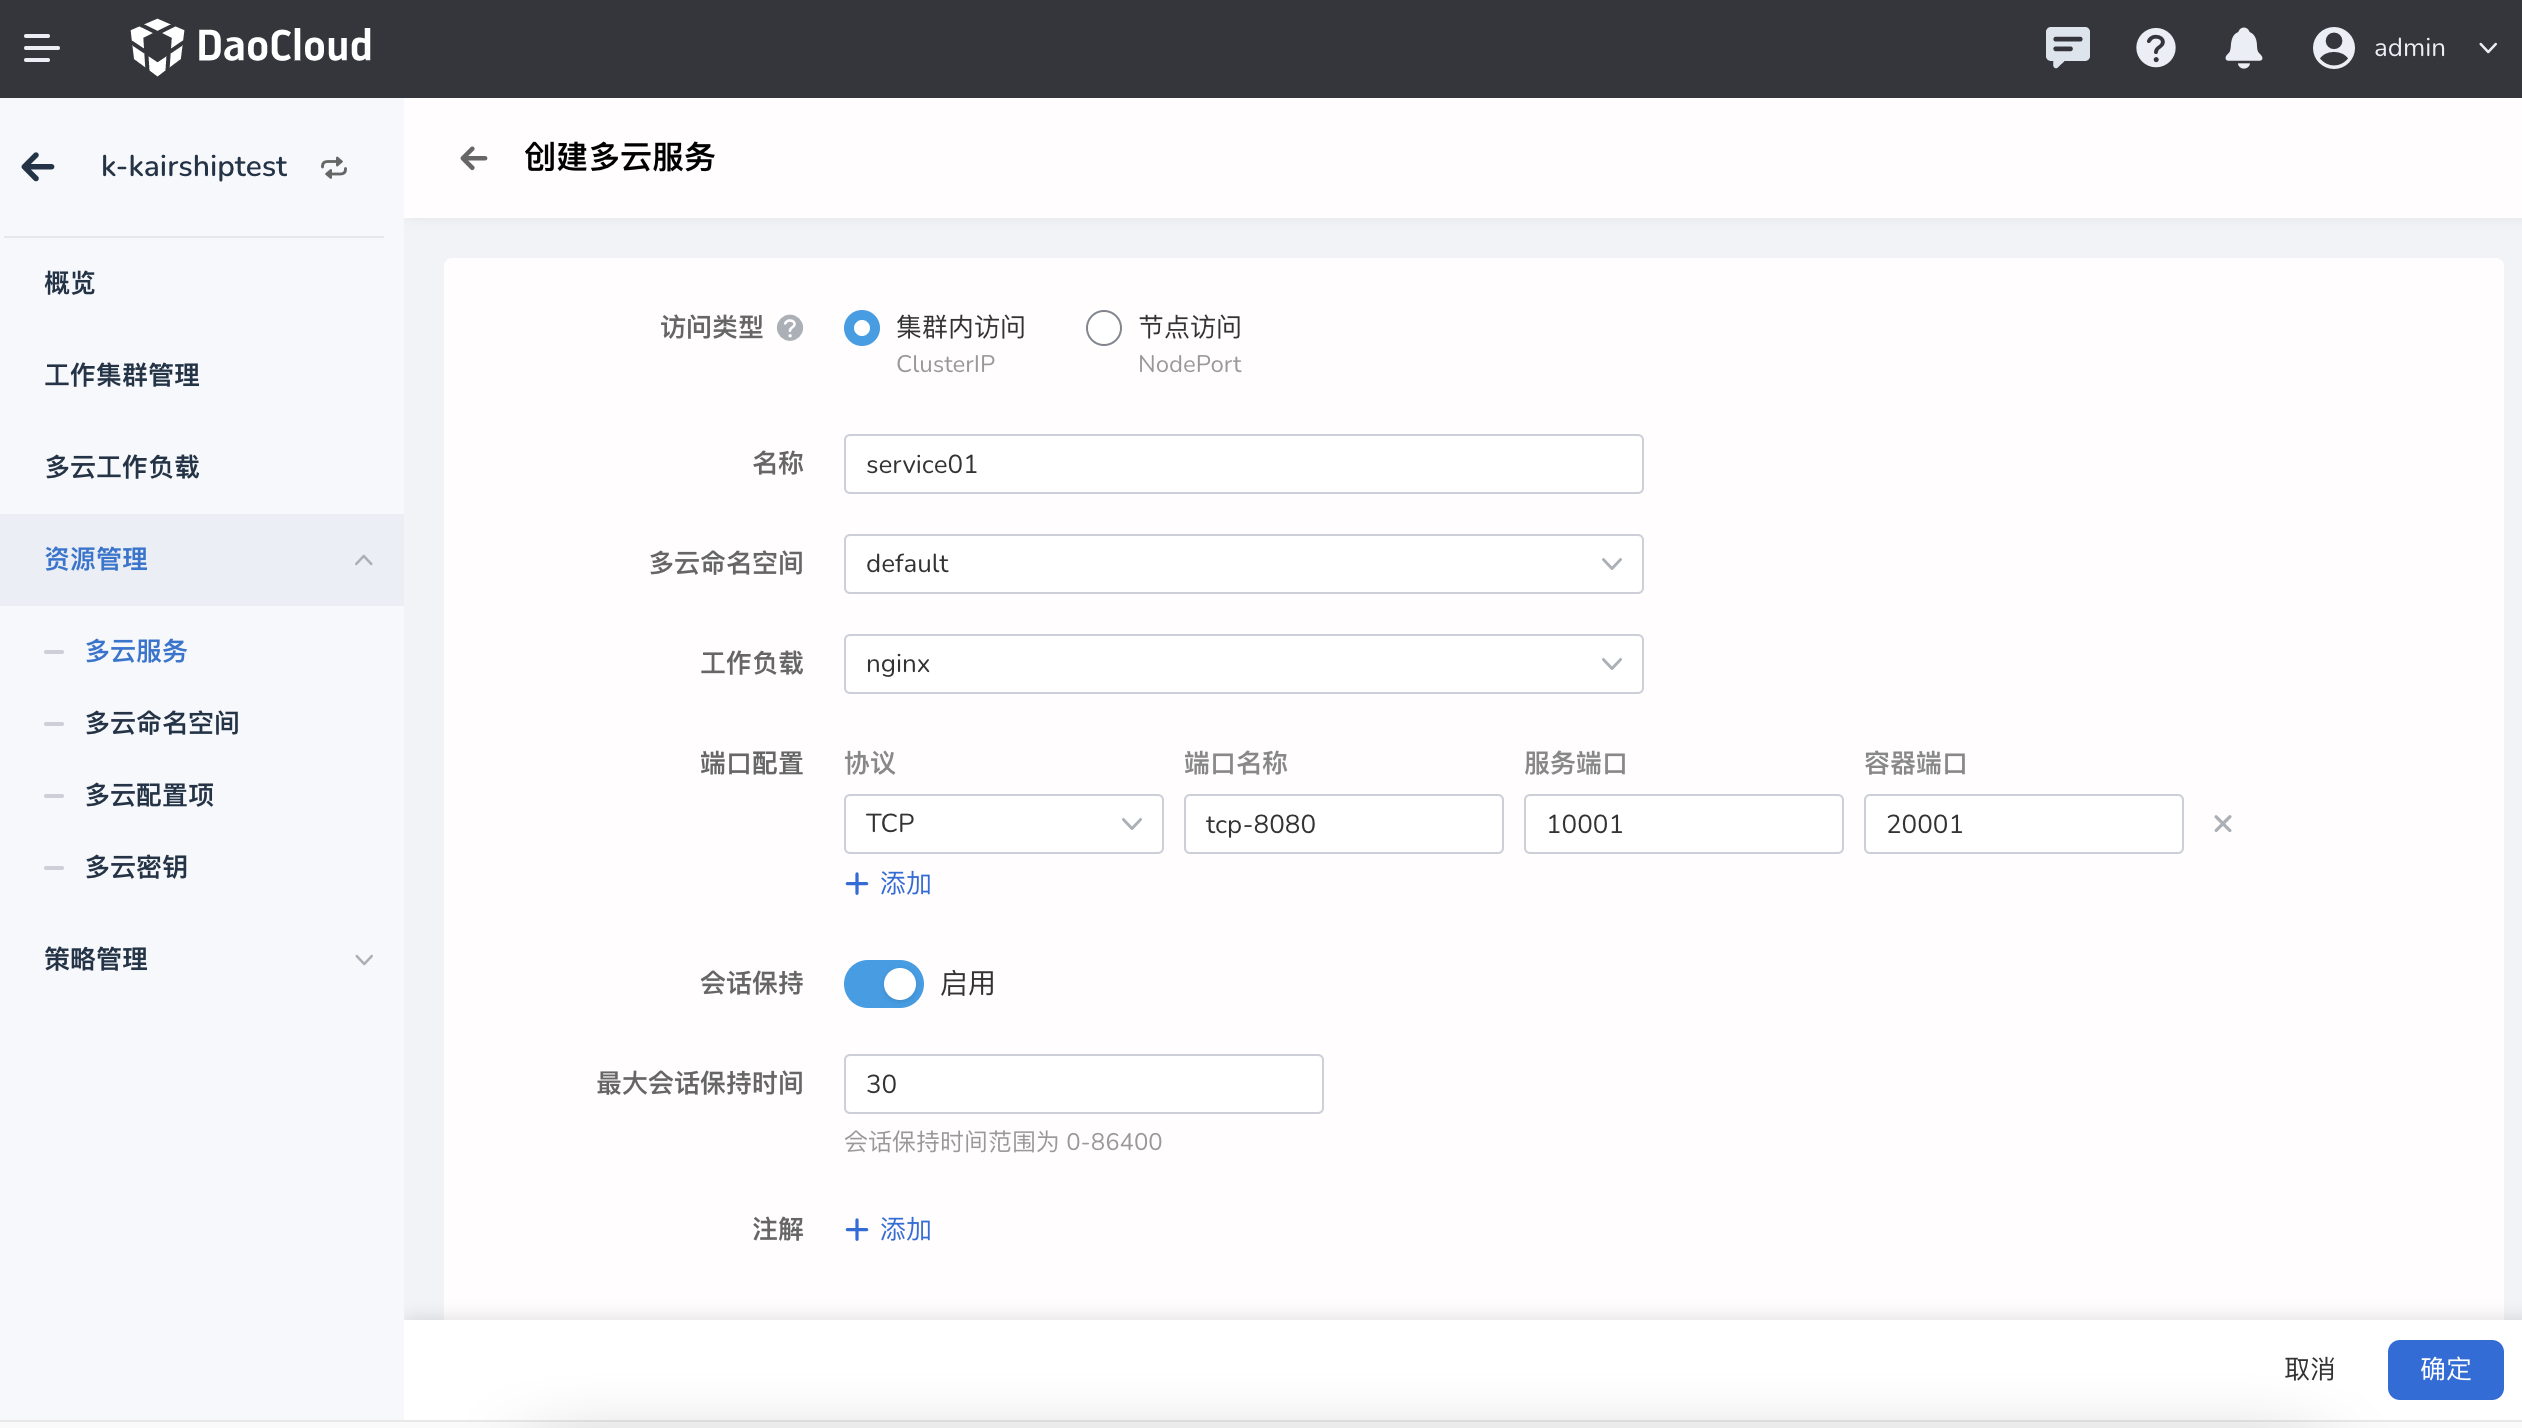 DaoCloud
admin
k-kairshiptest
创建多云服务
概览
工作集群管理
多云工作负载
资源管理
多云服务
多云命名空间
多云配置项
多云密钥
策略管理
访问类型
集群内访问
ClusterIP
节点访问
NodePort
名称
service01
多云命名空间
default
工作负载
nginx
端口配置
协议 端口名称 服务端口 容器端口
TCP tcp-8080 10001 20001
添加
会话保持
启用
最大会话保持时间
30
会话保持时间范围为 0-86400
注解
添加
取消
确定